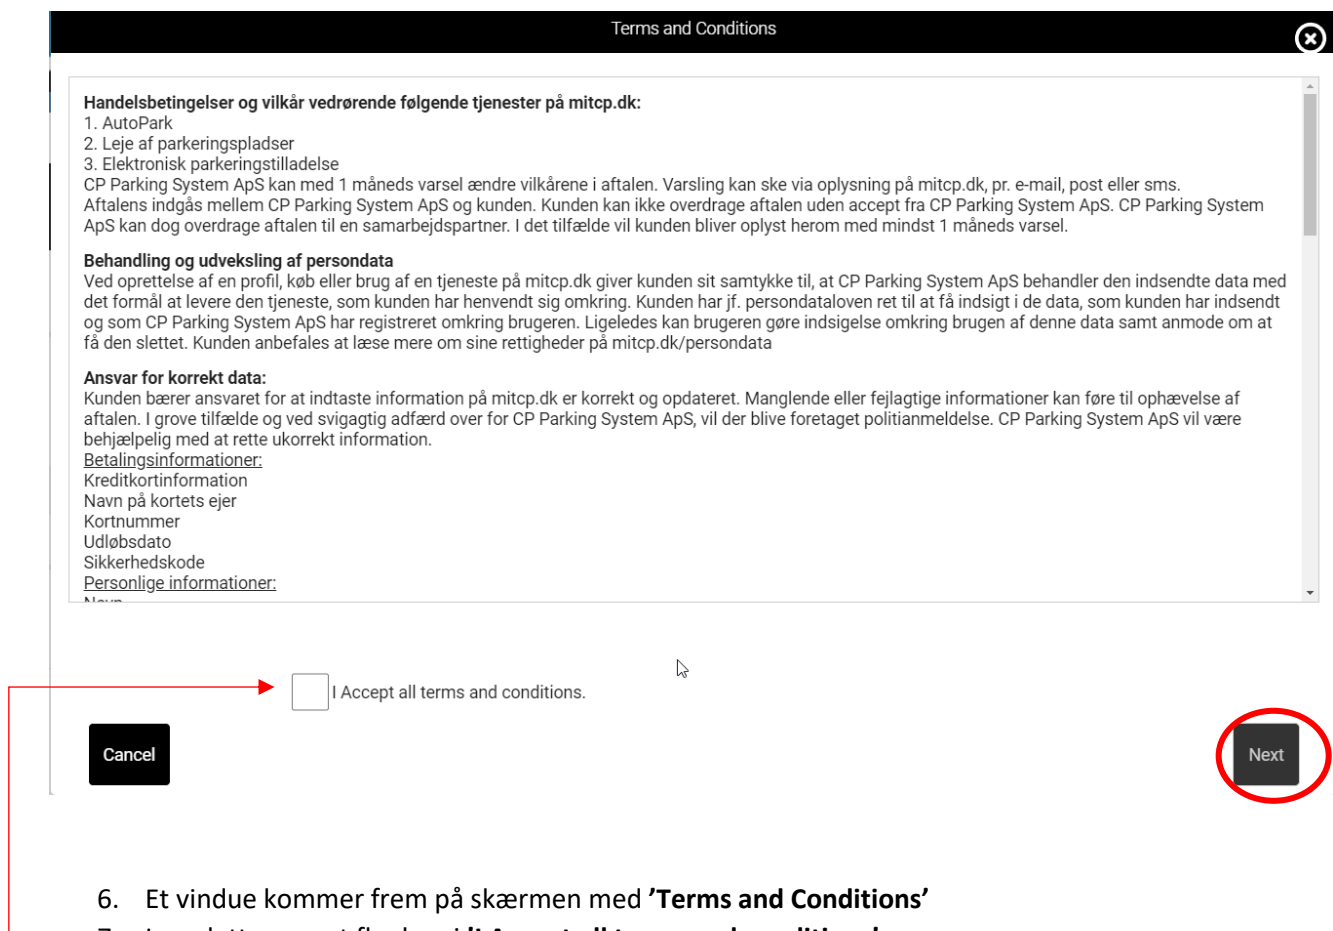 Terms and Conditions
Handelsbetingelser og vilkår vedrørende følgende tjenester på mitcp.dk:
1. AutoPark
2. Leje af parkeringspladser
3. Elektronisk parkeringstilladelse
CP Parking System ApS kan med 1 måneds varsel ændre vilkårene i aftalen. Varsling kan ske via oplysning på mitcp.dk, pr. e-mail, post eller sms.
Aftalens indgås mellem CP Parking System ApS og kunden. Kunden kan ikke overdrage aftalen uden accept fra CP Parking System ApS. CP Parking System
ApS kan dog overdrage aftalen til en samarbejdspartner. I det tilfælde vil kunden bliver oplyst herom med mindst 1 måneds varsel.
Behandling og udveksling af persondata
Ved oprettelse af en profil, køb eller brug af en tjeneste på mitcp.dk giver kunden sit samtykke til, at CP Parking System ApS behandler den indsendte data med
det formål at levere den tjeneste, som kunden har henvendt sig omkring. Kunden har jf. persondataloven ret til at få indsigt i de data, som kunden har indsendt
og som CP Parking System ApS har registreret omkring brugeren. Ligeledes kan brugeren gøre indsigelse omkring brugen af denne data samt anmode om at
få den slettet. Kunden anbefales at læse mere om sine rettigheder på mitcp.dk/persondata
Ansvar for korrekt data:
Kunden bærer ansvaret for at indtaste information på mitcp.dk er korrekt og opdateret. Manglende eller fejlagtige informationer kan føre til ophævelse af
aftalen. I grove tilfælde og ved svigagtig adfærd over for CP Parking System ApS, vil der blive foretaget politianmeldelse. CP Parking System ApS vil være
behjælpelig med at rette ukorrekt information.
Betalingsinformationer:
Kreditkortinformation
Navn på kortets ejer
Kortnummer
Udløbsdato
Sikkerhedskode
Personlige informationer:
I Accept all terms and conditions.
Cancel
Next
6. Et vindue kommer frem på skærmen med ’Terms and Conditions’